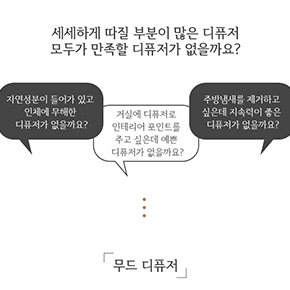 세세하게 따질 부분이 많은 디퓨저
모두가 만족할 디퓨저가 없을까요?
자연성분이 들어가 있고
인체에 무해한
디퓨저가 없을까요?
거실에 디퓨저로
인테리어 포인트를
주고 싶은데 예쁜
디퓨저가 없을까요?
주방냄새를 제거하고
싶은데 지속력이 좋은
디퓨저가 없을까요?
「무드 디퓨저」